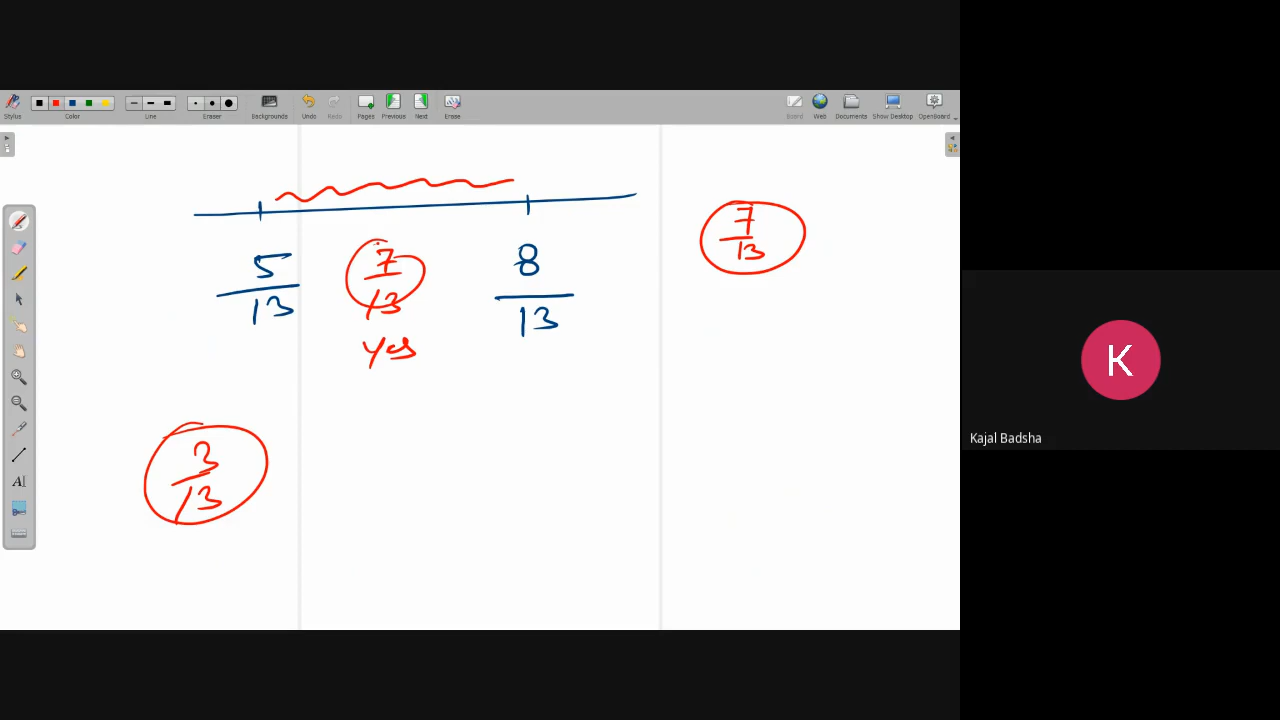 Stylus
Color
Line
Eraser
Backgrounds
Undo
Redo
Pages
Previous
Next
Erase
Board
Web
Documents
Show Desktop
OpenBoard
5/13
7/13
8/13
yes
7/13
3/13
K
Kajal Badsha